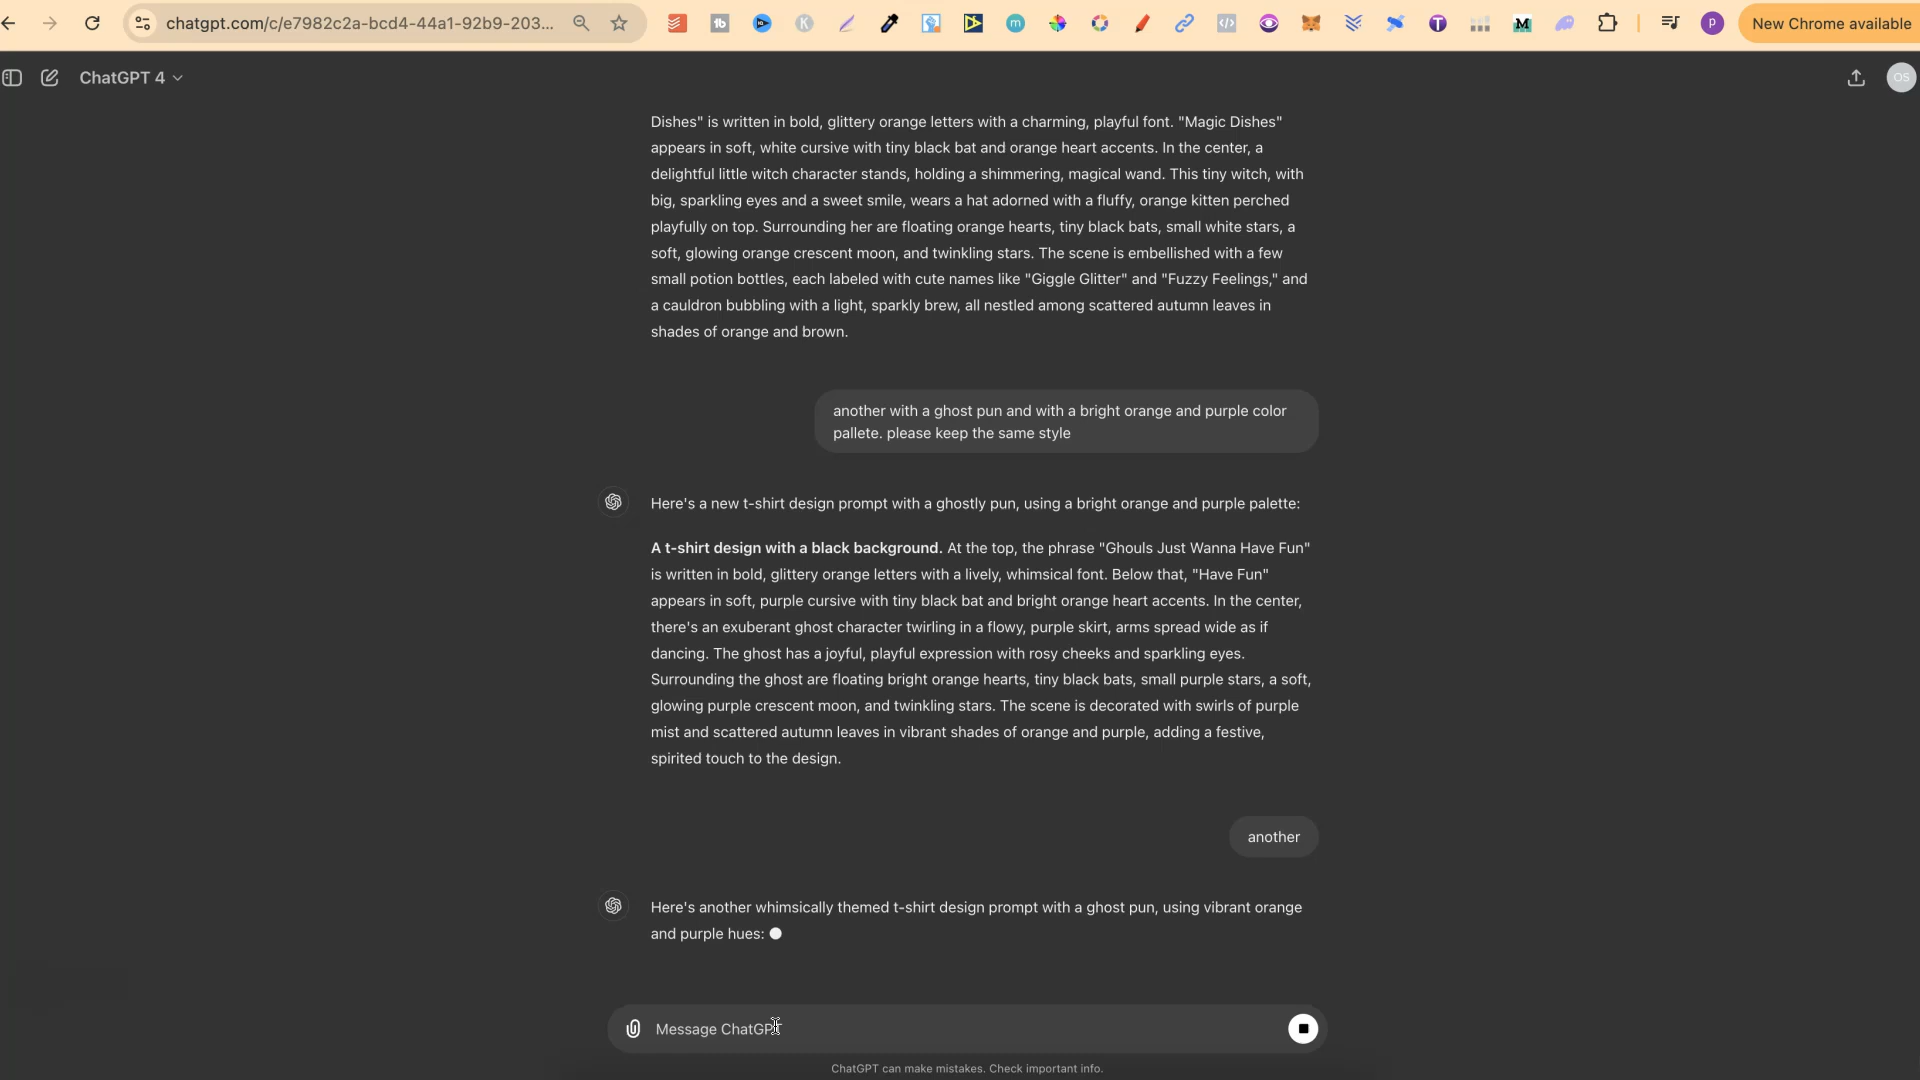 chatgpt.com/c/e7982c2a-bcd4-44a1-92b9-203...
New Chrome available
ChatGPT 4
OS
Dishes" is written in bold, glittery orange letters with a charming, playful font. "Magic Dishes"
appears in soft, white cursive with tiny black bat and orange heart accents. In the center, a
delightful little witch character stands, holding a shimmering, magical wand. This tiny witch, with
big, sparkling eyes and a sweet smile, wears a hat adorned with a fluffy, orange kitten perched
playfully on top. Surrounding her are floating orange hearts, tiny black bats, small white stars, a
soft, glowing orange crescent moon, and twinkling stars. The scene is embellished with a few
small potion bottles, each labeled with cute names like "Giggle Glitter" and "Fuzzy Feelings," and
a cauldron bubbling with a light, sparkly brew, all nestled among scattered autumn leaves in
shades of orange and brown.
another with a ghost pun and with a bright orange and purple color
pallete. please keep the same style
Here's a new t-shirt design prompt with a ghostly pun, using a bright orange and purple palette:
A t-shirt design with a black background. At the top, the phrase "Ghouls Just Wanna Have Fun"
is written in bold, glittery orange letters with a lively, whimsical font. Below that, "Have Fun"
appears in soft, purple cursive with tiny black bat and bright orange heart accents. In the center,
there's an exuberant ghost character twirling in a flowy, purple skirt, arms spread wide as if
dancing. The ghost has a joyful, playful expression with rosy cheeks and sparkling eyes.
Surrounding the ghost are floating bright orange hearts, tiny black bats, small purple stars, a soft,
glowing purple crescent moon, and twinkling stars. The scene is decorated with swirls of purple
mist and scattered autumn leaves in vibrant shades of orange and purple, adding a festive,
spirited touch to the design.
another
Here's another whimsically themed t-shirt design prompt with a ghost pun, using vibrant orange
and purple hues:
Message ChatGPT
ChatGPT can make mistakes. Check important info.